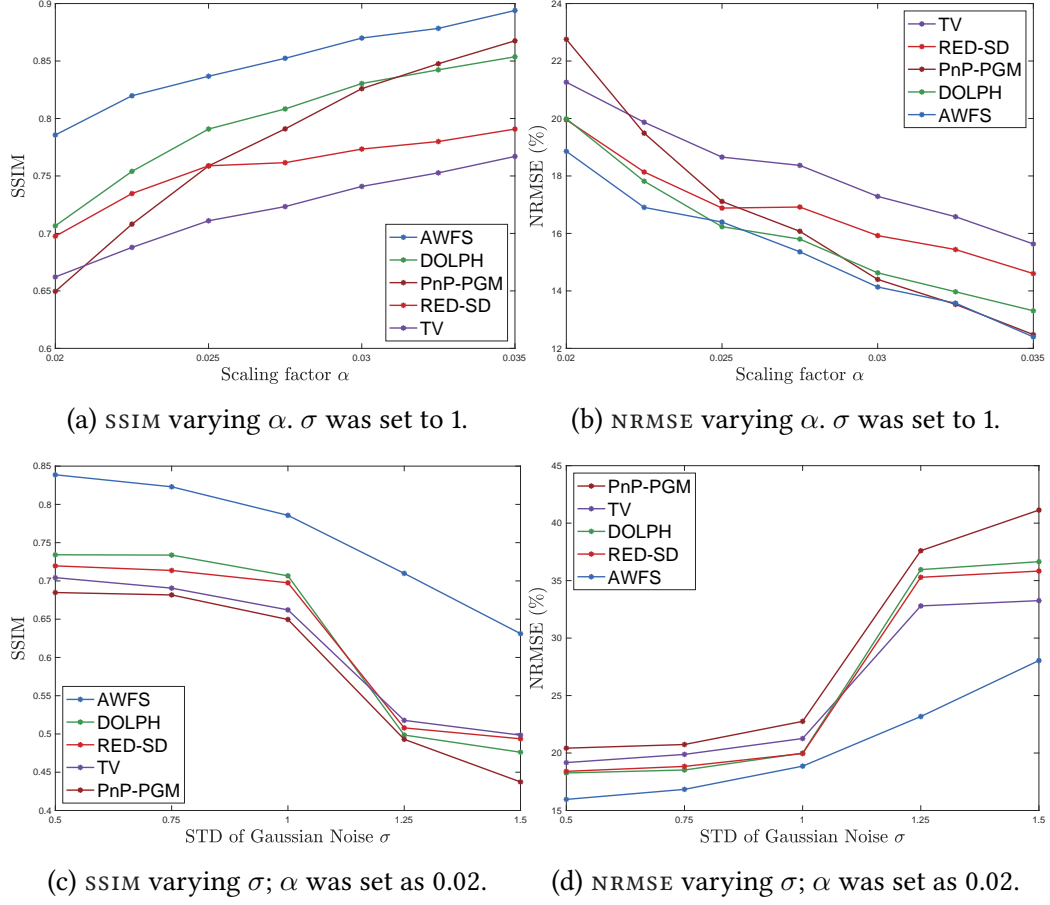 0.9
0.85
0.8
0.75
0.7
0.65
0.6
SSIM
0.02
0.025
0.03
0.035
Scaling factor α
AWFS
DOLPH
PnP-PGM
RED-SD
TV
(a) SSIM varying α. σ was set to 1.
24
22
20
18
16
14
12
NRMSE (%)
0.02
0.025
0.03
0.035
Scaling factor α
TV
RED-SD
PnP-PGM
DOLPH
AWFS
(b) NRMSE varying α. σ was set to 1.
0.85
0.8
0.75
0.7
0.65
0.6
0.55
0.5
0.45
0.4
SSIM
0.5
0.75
1
1.25
1.5
STD of Gaussian Noise σ
AWFS
DOLPH
RED-SD
TV
PnP-PGM
(c) SSIM varying σ; α was set as 0.02.
45
40
35
30
25
20
15
NRMSE (%)
0.5
0.75
1
1.25
1.5
STD of Gaussian Noise σ
PnP-PGM
TV
DOLPH
RED-SD
AWFS
(d) NRMSE varying σ; α was set as 0.02.